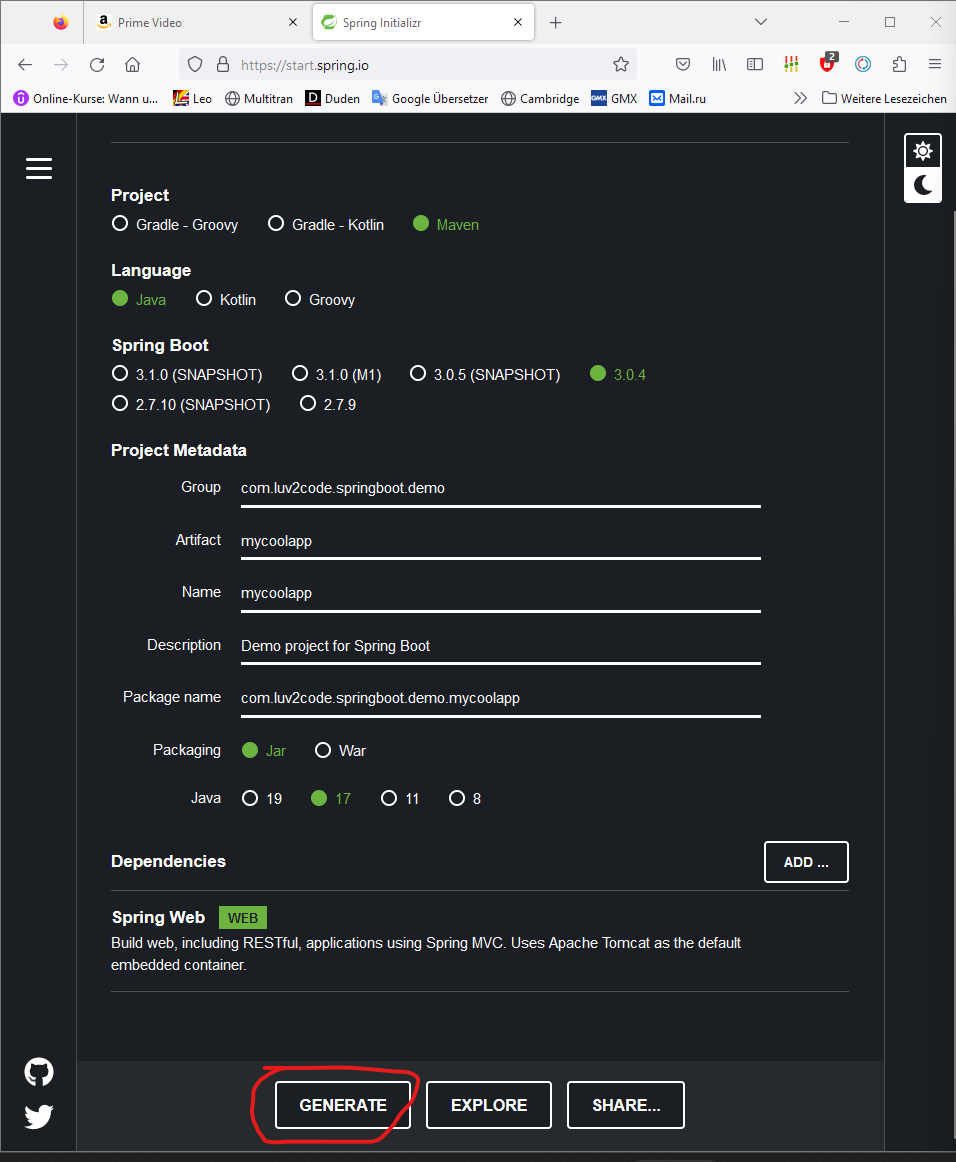 Prime Video
Spring Initializr
https://start.spring.io
2
Online-Kurse: Wann u... Leo Multitran D Duden Google Übersetzer Cambridge GMX GMX Mail.ru Weitere Lesezeichen
Project
Gradle - Groovy Gradle - Kotlin Maven
Language
Java Kotlin Groovy
Spring Boot
3.1.0 (SNAPSHOT) 3.1.0 (M1) 3.0.5 (SNAPSHOT) 3.0.4
2.7.10 (SNAPSHOT) 2.7.9
Project Metadata
Group com.luv2code.springboot.demo
Artifact mycoolapp
Name mycoolapp
Description Demo project for Spring Boot
Package name com.luv2code.springboot.demo.mycoolapp
Packaging Jar War
Java 19 17 11 8
Dependencies ADD ...
Spring Web WEB
Build web, including RESTful, applications using Spring MVC. Uses Apache Tomcat as the default
embedded container.
GENERATE EXPLORE SHARE...